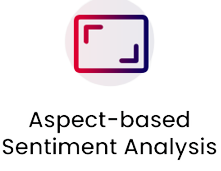 Aspect-based
Sentiment Analysis